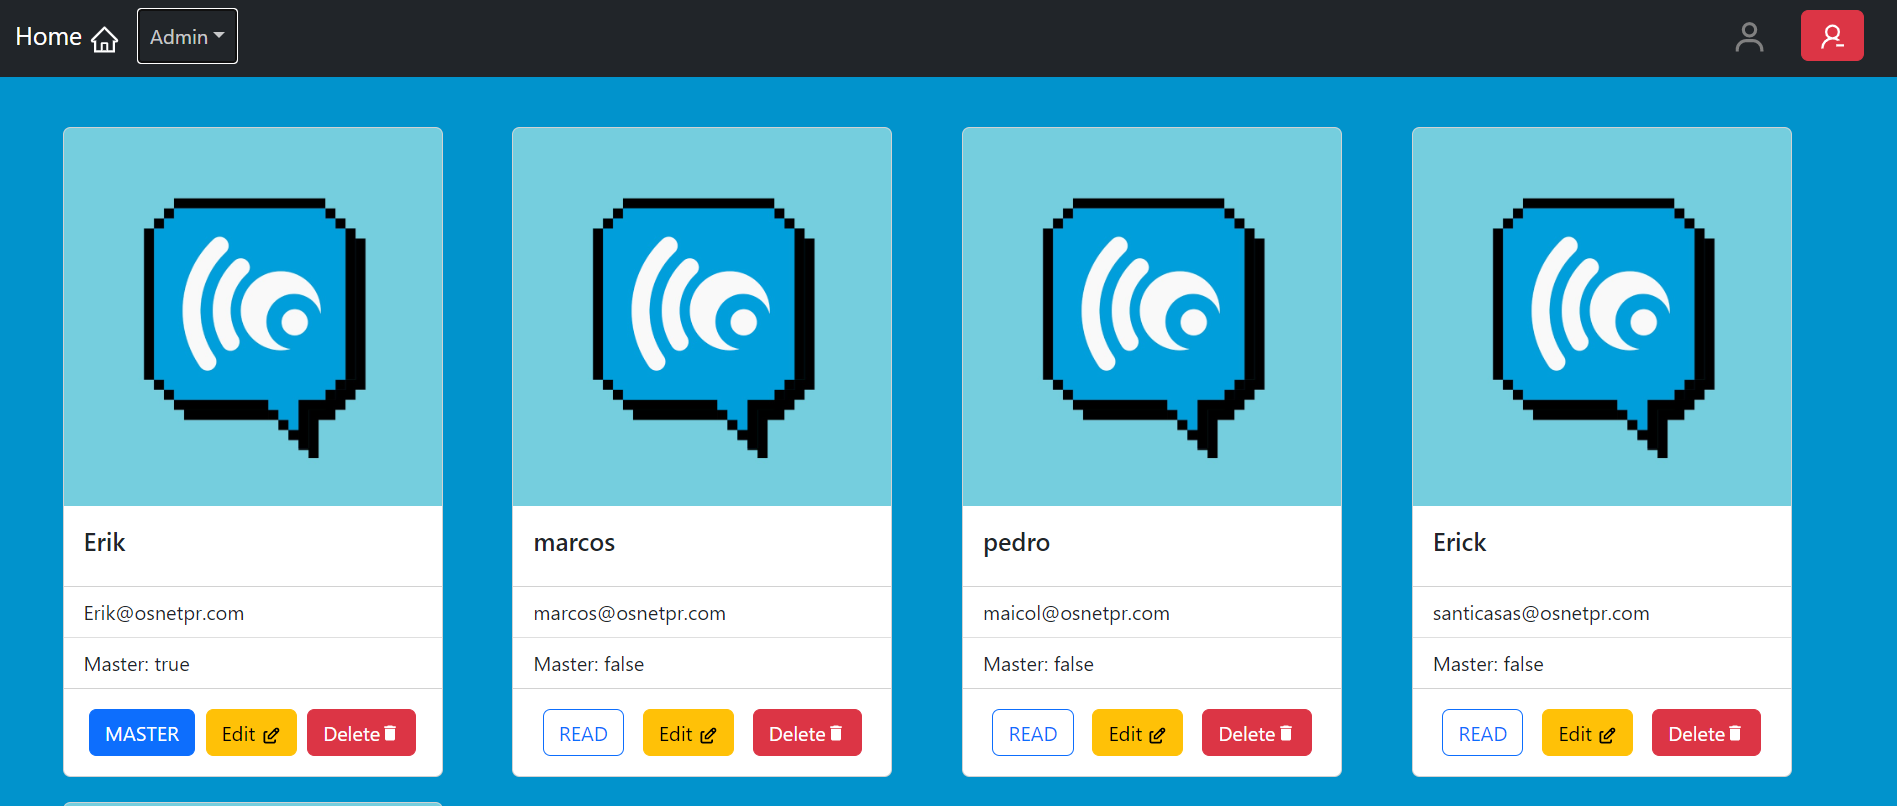 Home
Admin
Erik
Erik@osnetpr.com
Master: true
MASTER Edit Delete
marcos
marcos@osnetpr.com
Master: false
READ Edit Delete
pedro
maicol@osnetpr.com
Master: false
READ Edit Delete
Erick
santicasas@osnetpr.com
Master: false
READ Edit Delete